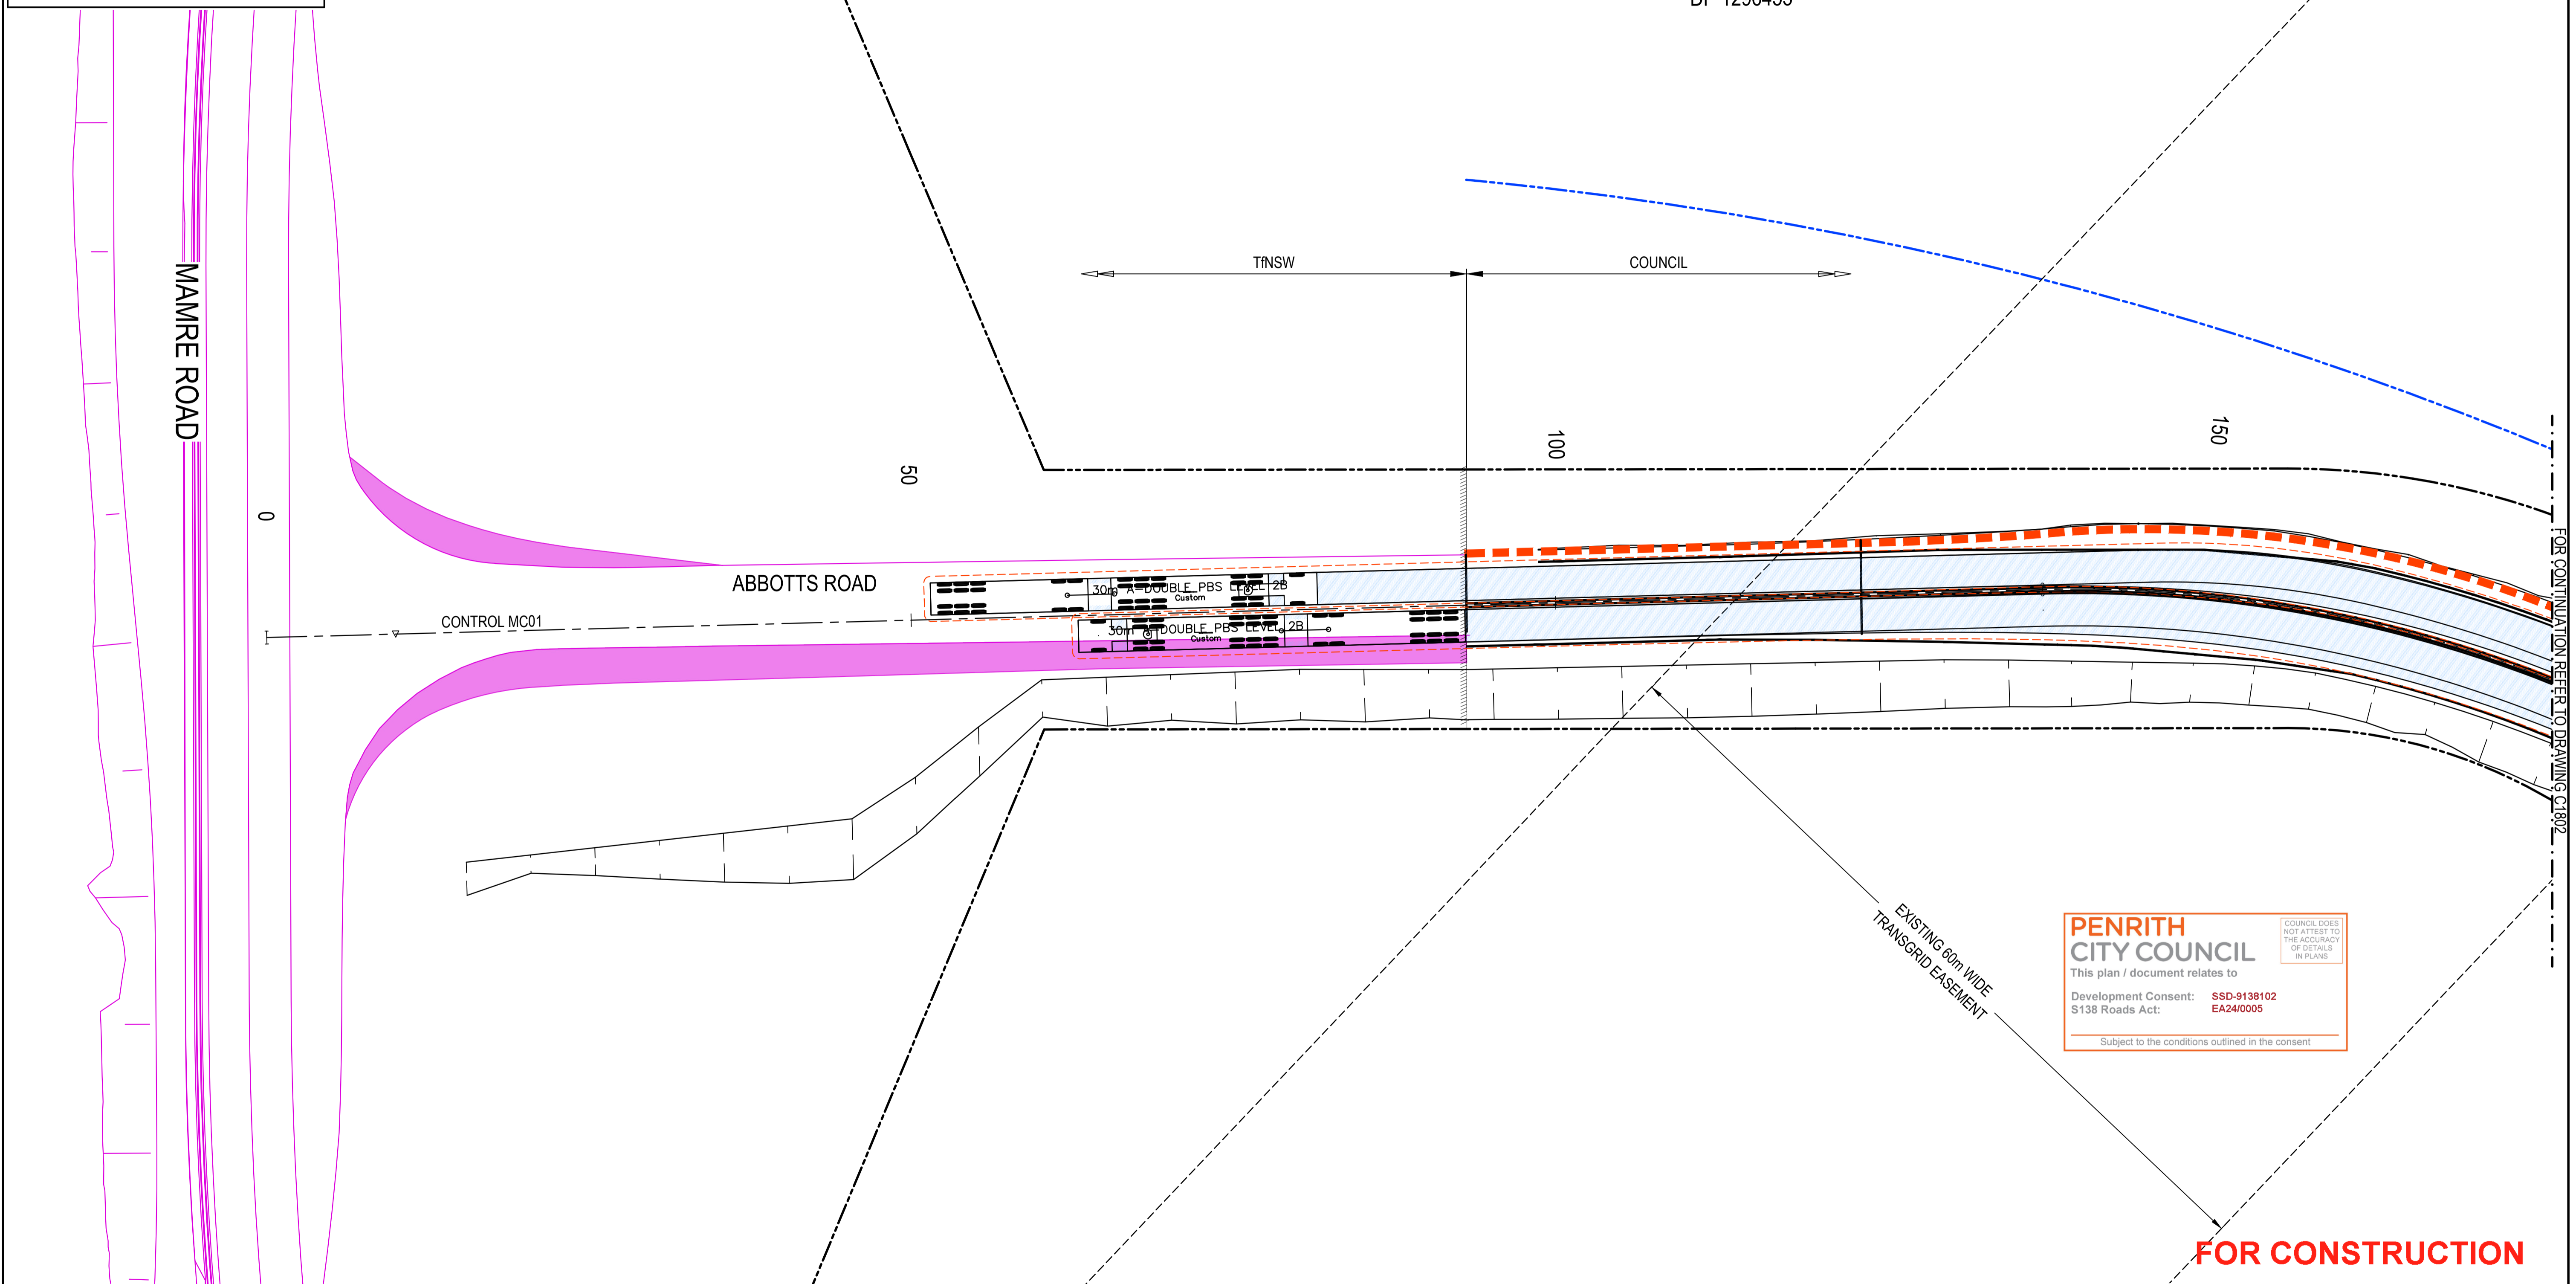 TfNSW
COUNCIL
MAMRE ROAD
0
50
100
150
ABBOTTS ROAD
CONTROL MC01
30m A-DOUBLE PBS LEVEL 2B
Custom
30m A-DOUBLE PBS LEVEL 2B
Custom
FOR CONTINUATION REFER TO DRAWING C1802
EXISTING 60m WIDE
TRANSGRID EASEMENT
PENRITH
CITY COUNCIL
COUNCIL DOES
NOT ATTEST TO
THE ACCURACY
OF DETAILS
IN PLANS
This plan / document relates to
Development Consent: SSD-9138102
S138 Roads Act: EA24/0005
Subject to the conditions outlined in the consent
FOR CONSTRUCTION